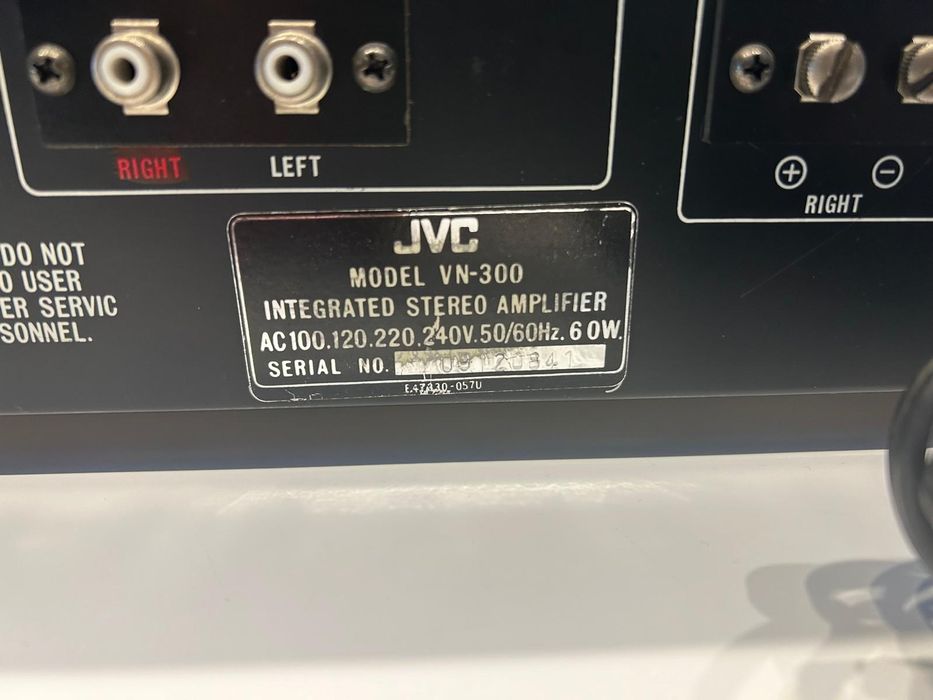 RIGHT LEFT
+ -
RIGHT
DO NOT
O USER
ER SERVIC
SONNEL.
JVC
MODEL VN-300
INTEGRATED STEREO AMPLIFIER
AC100.120.220.240V.50/60Hz. 60W.
SERIAL NO.